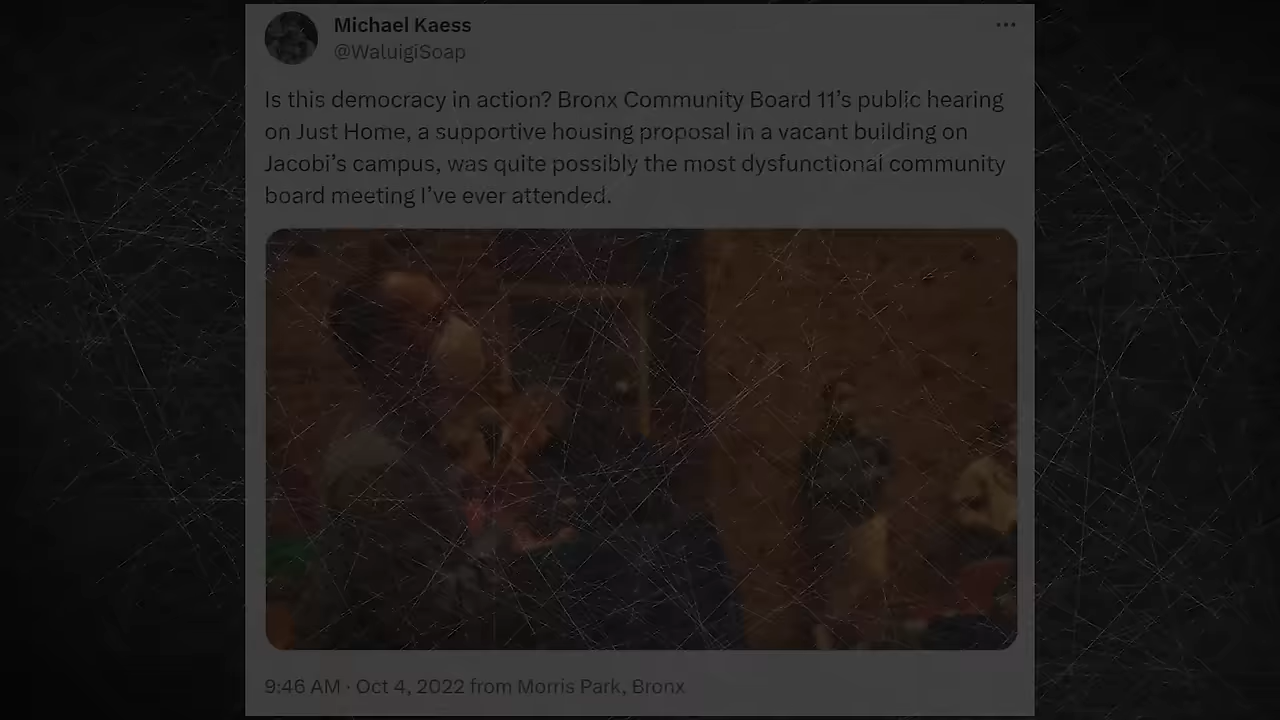 Michael Kaess
@WaluigiSoap
Is this democracy in action? Bronx Community Board 11’s public hearing
on Just Home, a supportive housing proposal in a vacant building on
Jacobi’s campus, was quite possibly the most dysfunctional community
board meeting I’ve ever attended.
9:46 AM · Oct 4, 2022 from Morris Park, Bronx